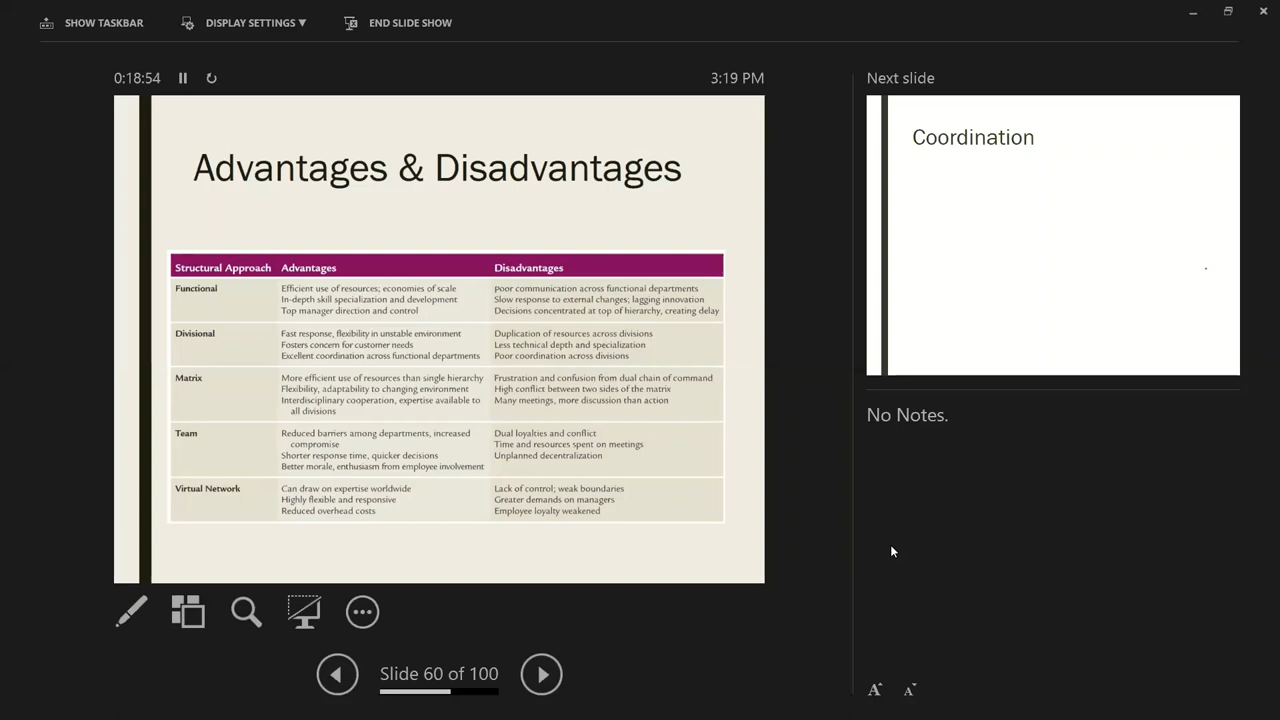 SHOW TASKBAR DISPLAY SETTINGS ▼ END SLIDE SHOW
0:18:54 3:19 PM
Advantages & Disadvantages
Structural Approach Advantages Disadvantages
Functional Efficient use of resources; economies of scale Poor communication across functional departments
In-depth skill specialization and development Slow response to external changes; lagging innovation
Top manager direction and control Decisions concentrated at top of hierarchy, creating delay
Divisional Fast response, flexibility in unstable environment Duplication of resources across divisions
Fosters concern for customer needs Less technical depth and specialization
Excellent coordination across functional departments Poor coordination across divisions
Matrix More efficient use of resources than single hierarchy Frustration and confusion from dual chain of command
Flexibility, adaptability to changing environment High conflict between two sides of the matrix
Interdisciplinary cooperation, expertise available to Many meetings, more discussion than action
all divisions
Team Reduced barriers among departments, increased Dual loyalties and conflict
compromise Time and resources spent on meetings
Shorter response time, quicker decisions Unplanned decentralization
Better morale, enthusiasm from employee involvement
Virtual Network Can draw on expertise worldwide Lack of control; weak boundaries
Highly flexible and responsive Greater demands on managers
Reduced overhead costs Employee loyalty weakened
Slide 60 of 100
Next slide
Coordination
No Notes.
A A